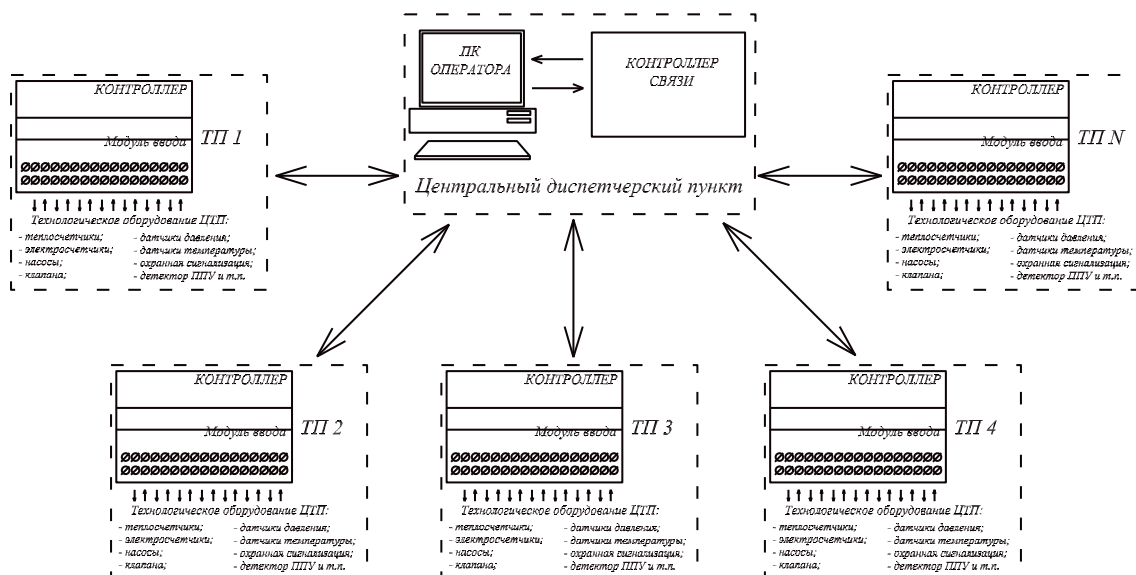 ПК
ОПЕРАТОРА
КОНТРОЛЛЕР
СВЯЗИ
Центральный диспетчерский пункт
КОНТРОЛЛЕР
Модуль ввода
ТП 1
Технологическое оборудование ЦТП:
- теплосчетчики; - датчики давления;
- электросчетчики; - датчики температуры;
- насосы; - охранная сигнализация;
- клапана; - детектор ППУ и т.п.
КОНТРОЛЛЕР
Модуль ввода
ТП N
Технологическое оборудование ЦТП:
- теплосчетчики; - датчики давления;
- электросчетчики; - датчики температуры;
- насосы; - охранная сигнализация;
- клапана; - детектор ППУ и т.п.
КОНТРОЛЛЕР
Модуль ввода
ТП 2
Технологическое оборудование ЦТП:
- теплосчетчики; - датчики давления;
- электросчетчики; - датчики температуры;
- насосы; - охранная сигнализация;
- клапана; - детектор ППУ и т.п.
КОНТРОЛЛЕР
Модуль ввода
ТП 3
Технологическое оборудование ЦТП:
- теплосчетчики; - датчики давления;
- электросчетчики; - датчики температуры;
- насосы; - охранная сигнализация;
- клапана; - детектор ППУ и т.п.
КОНТРОЛЛЕР
Модуль ввода
ТП 4
Технологическое оборудование ЦТП:
- теплосчетчики; - датчики давления;
- электросчетчики; - датчики температуры;
- насосы; - охранная сигнализация;
- клапана; - детектор ППУ и т.п.